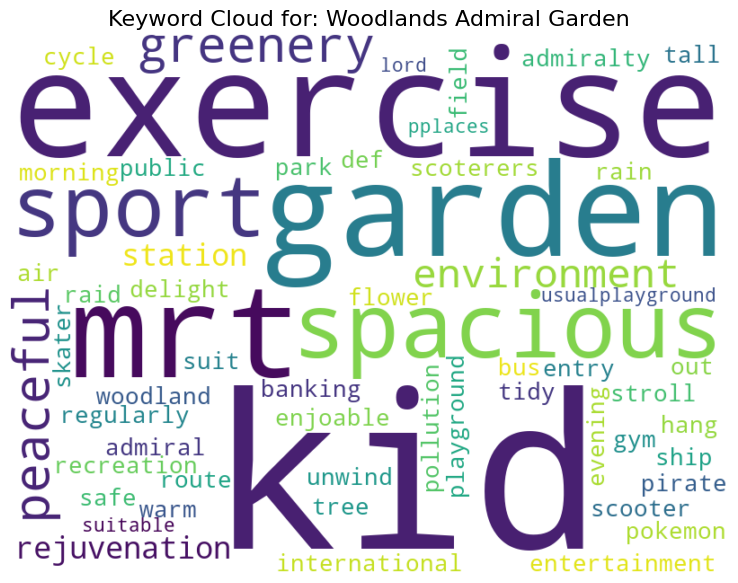 Keyword Cloud for: Woodlands Admiral Garden
cycle
greenery
lord
field
admiralty
tall
exercise
pplaces
morning
public
park
def
scoterers
rain
sport
garden
station
environment
air
raid
delight
flower
usualplayground
peaceful
skater
mrt
spacious
suit
bus
entry
out
woodland
banking
tidy
stroll
regularly
enjoyable
pollution
playground
evening
hang
admiral
kid
gym
recreation
route
unwind
ship
safe
warm
tree
scooter
pirate
suitable
pokemon
rejuvenation
international
entertainment